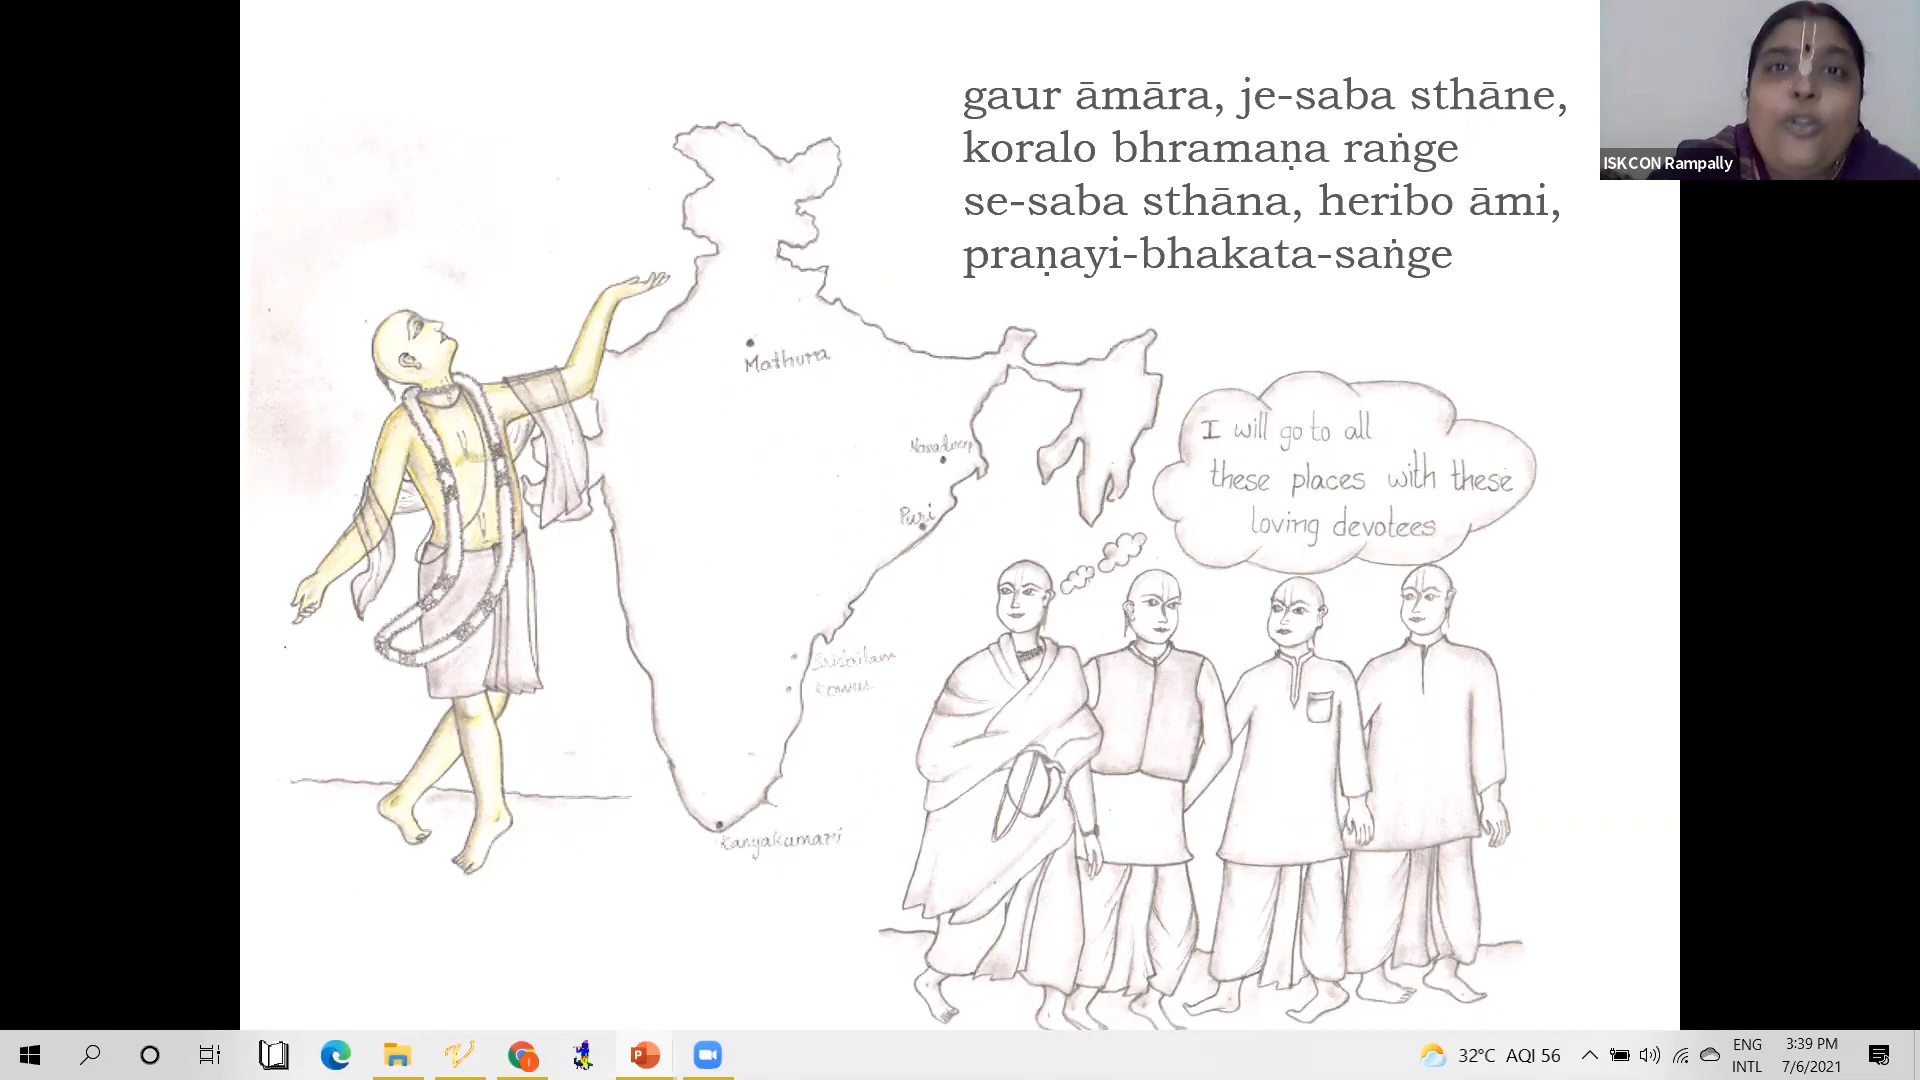 gaur āmāra, je-saba sthāne,
koralo bhramaṇa raṅge
se-saba sthāna, heribo āmi,
praṇayi-bhakata-saṅge
ISKCON Rampally
Mathura
I will go to all
these places with these
loving devotees
Puri
Kanyakumari
32°C AQI 56
ENG
INTL
3:39 PM
7/6/2021